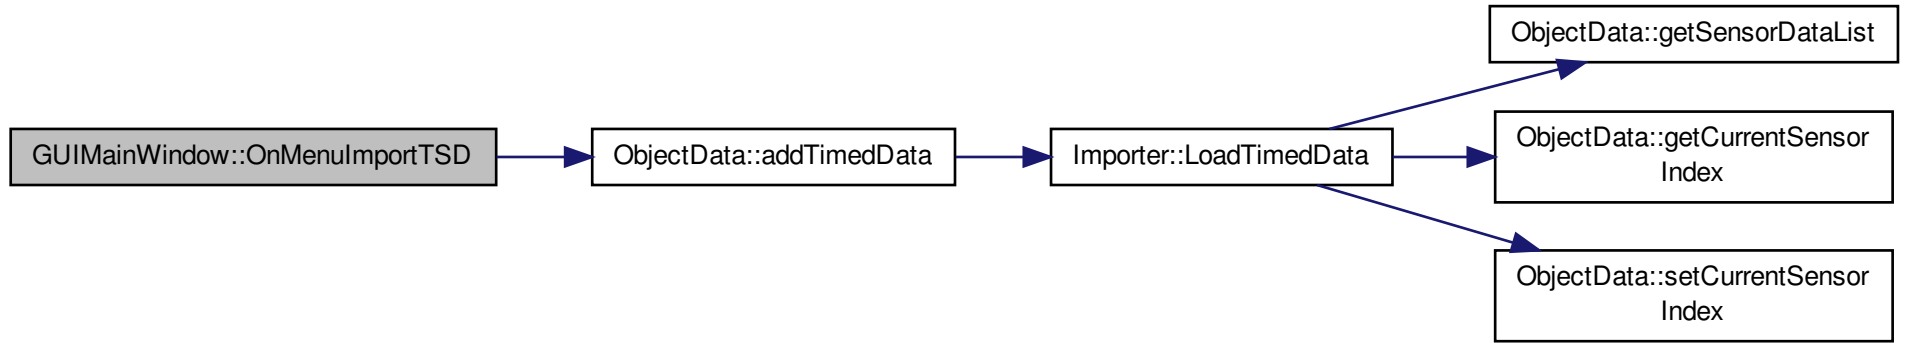 GUIMainWindow::OnMenuImportTSD
ObjectData::addTimedData
Importer::LoadTimedData
ObjectData::getSensorDataList
ObjectData::getCurrentSensor
Index
ObjectData::setCurrentSensor
Index